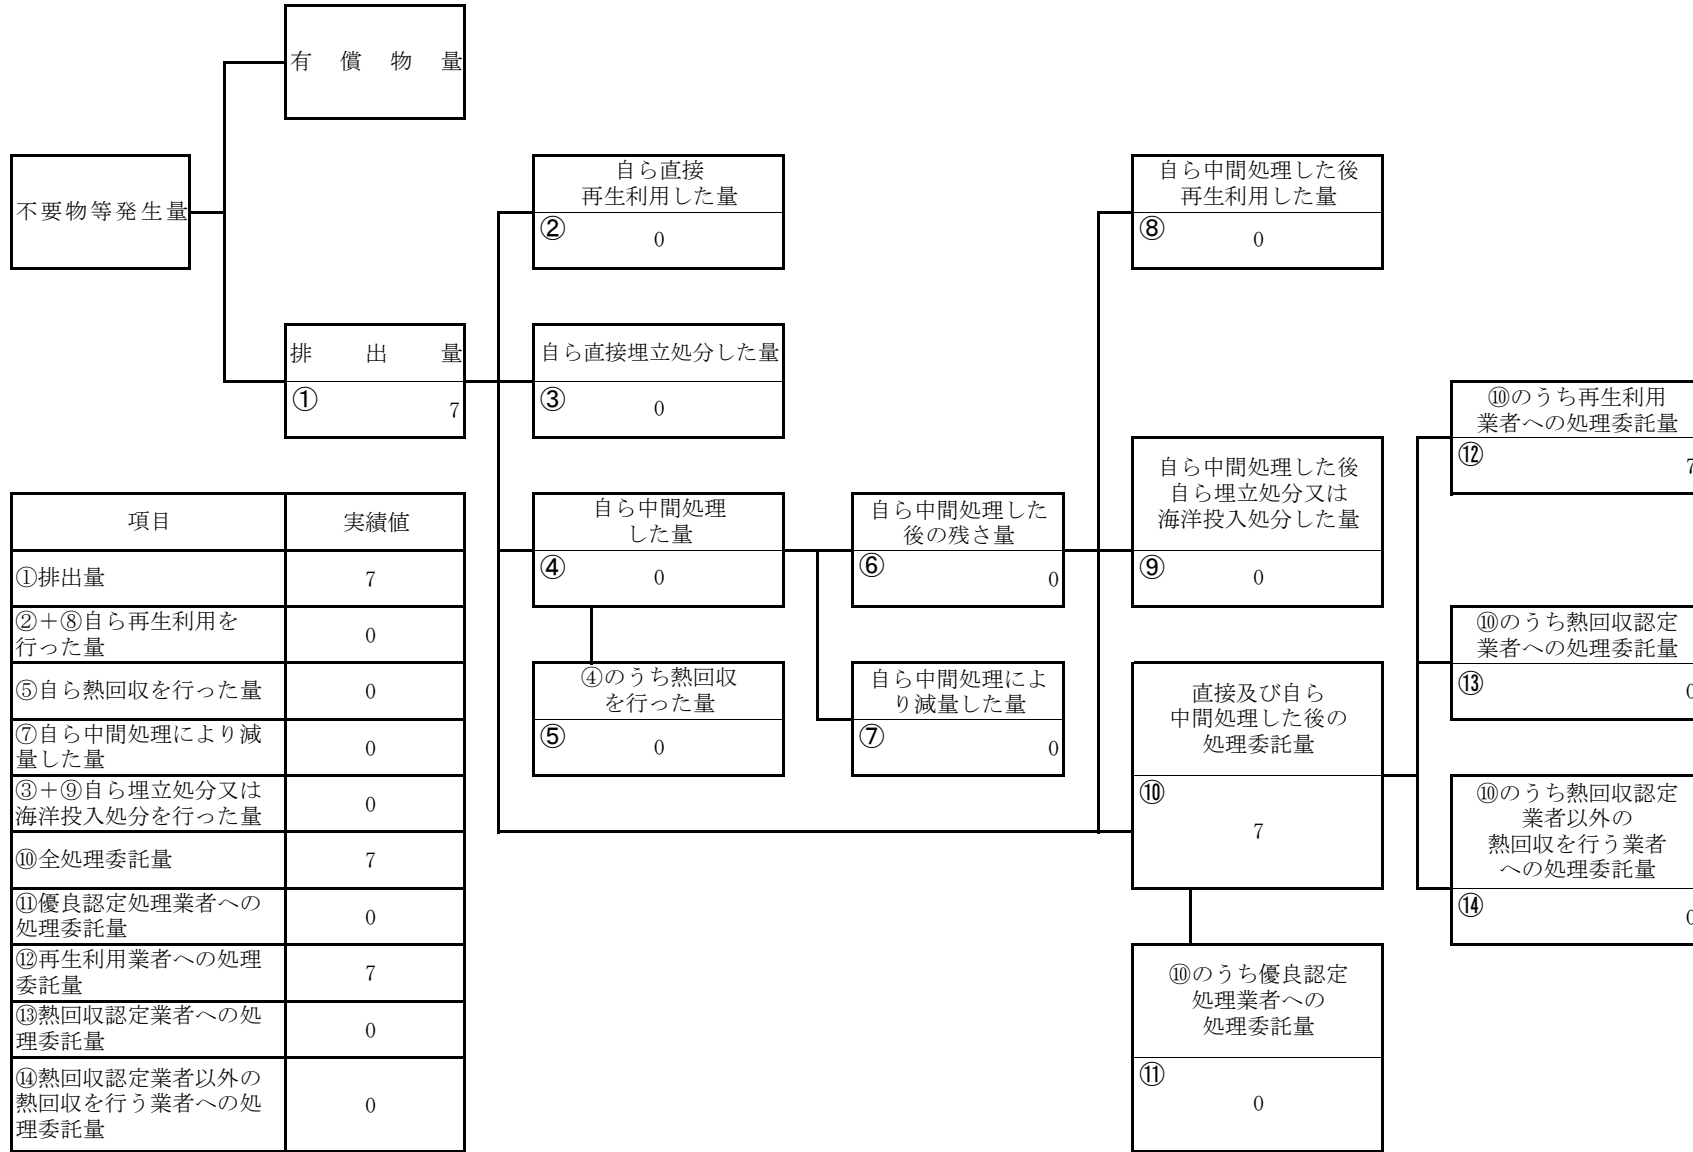 有償物量
不要物等発生量
自ら直接
再生利用した量
②
0
自ら中間処理した後
再生利用した量
⑧
0
排出量
①
7
自ら直接埋立処分した量
③
0
⑩のうち再生利用
業者への処理委託量
⑫
7
自ら中間処理
した量
④
0
自ら中間処理した
後の残さ量
⑥
0
自ら中間処理した後
自ら埋立処分又は
海洋投入処分した量
⑨
0
⑩のうち熱回収認定
業者への処理委託量
⑬
0
④のうち熱回収
を行った量
⑤
0
自ら中間処理によ
り減量した量
⑦
0
直接及び自ら
中間処理した後の
処理委託量
⑩
7
⑩のうち熱回収認定
業者以外の
熱回収を行う業者
への処理委託量
⑭
0
⑩のうち優良認定
処理業者への
処理委託量
⑪
0
項目 実績値
①排出量 7
②+⑧自ら再生利用を
行った量 0
⑤自ら熱回収を行った量 0
⑦自ら中間処理により減
量した量 0
③+⑨自ら埋立処分又は
海洋投入処分を行った量 0
⑩全処理委託量 7
⑪優良認定処理業者への
処理委託量 0
⑫再生利用業者への処理
委託量 7
⑬熱回収認定業者への処
理委託量 0
⑭熱回収認定業者以外の
熱回収を行う業者への処
理委託量 0